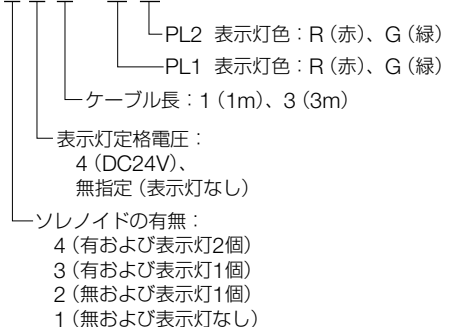 PL2 表示灯色：R（赤）、G（緑）
PL1 表示灯色：R（赤）、G（緑）
ケーブル長：1（1m）、3（3m）
表示灯定格電圧：
4（DC24V）、
無指定（表示灯なし）
ソレノイドの有無：
4（有および表示灯2個）
3（有および表示灯1個）
2（無および表示灯1個）
1（無および表示灯なし）